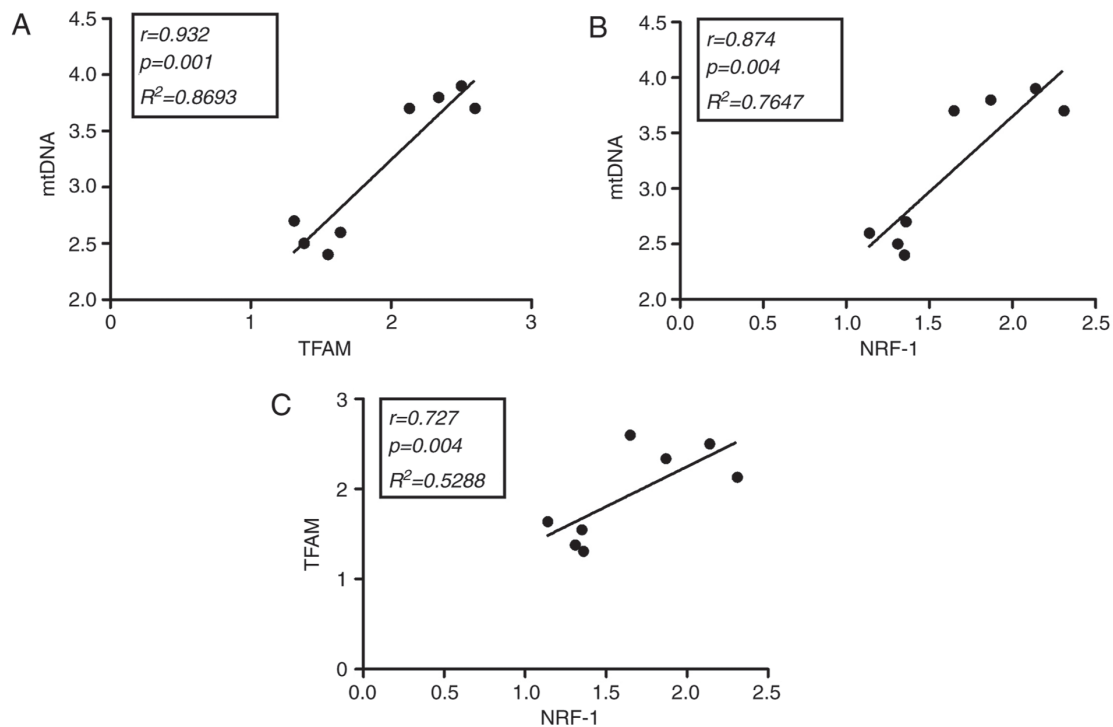 A
r=0.932
p=0.001
R²=0.8693
4.5
4.0
3.5
3.0
2.5
2.0
mtDNA
0 1 2 3
TFAM
B
r=0.874
p=0.004
R²=0.7647
4.5
4.0
3.5
3.0
2.5
2.0
mtDNA
0.0 0.5 1.0 1.5 2.0 2.5
NRF-1
C
r=0.727
p=0.004
R²=0.5288
3
2
1
0
TFAM
0.0 0.5 1.0 1.5 2.0 2.5
NRF-1